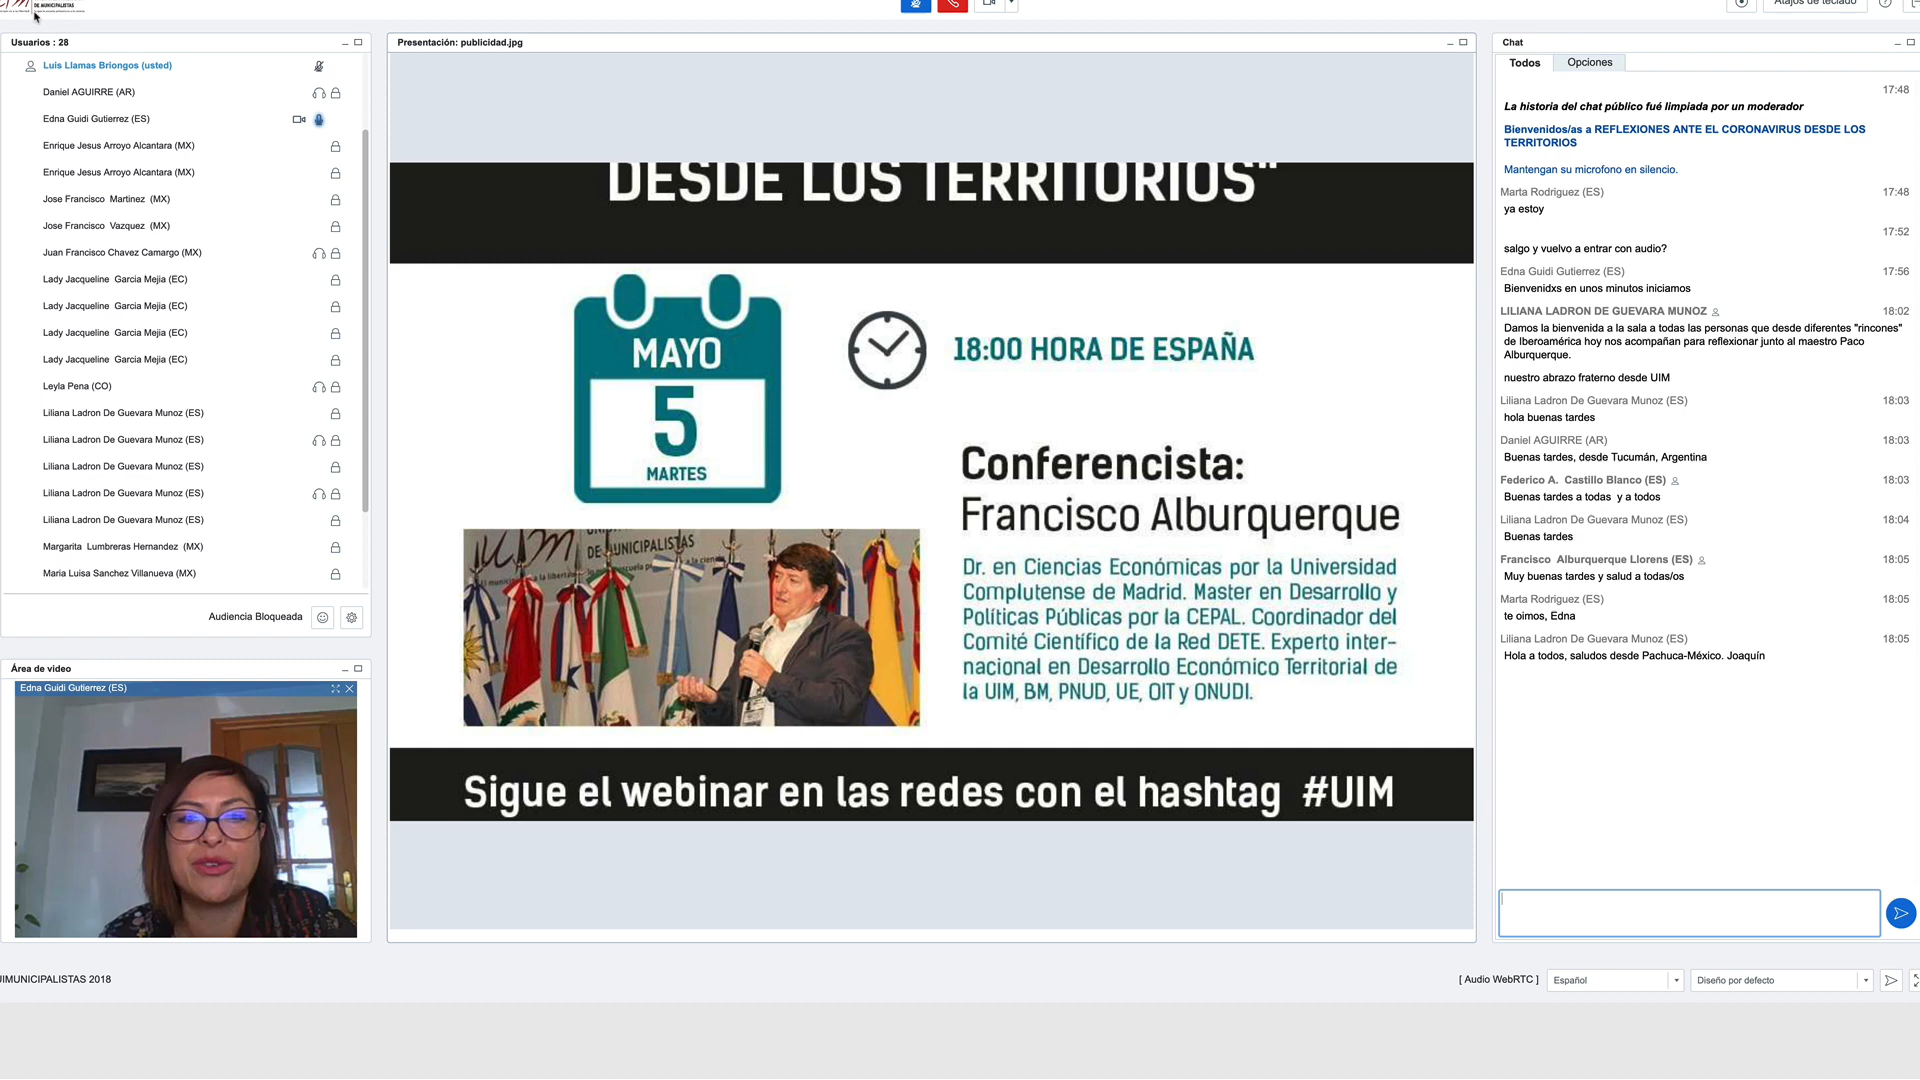 DE MUNICIPALISTAS
Atajos de teclado
Usuarios : 28
Luis Llamas Briongos (usted)
Daniel AGUIRRE (AR)
Edna Guidi Gutierrez (ES)
Enrique Jesus Arroyo Alcantara (MX)
Enrique Jesus Arroyo Alcantara (MX)
Jose Francisco Martinez (MX)
Jose Francisco Vazquez (MX)
Juan Francisco Chavez Camargo (MX)
Lady Jacqueline Garcia Mejia (EC)
Lady Jacqueline Garcia Mejia (EC)
Lady Jacqueline Garcia Mejia (EC)
Lady Jacqueline Garcia Mejia (EC)
Leyla Pena (CO)
Liliana Ladron De Guevara Munoz (ES)
Liliana Ladron De Guevara Munoz (ES)
Liliana Ladron De Guevara Munoz (ES)
Liliana Ladron De Guevara Munoz (ES)
Liliana Ladron De Guevara Munoz (ES)
Margarita Lumbreras Hernandez (MX)
Maria Luisa Sanchez Villanueva (MX)
Audiencia Bloqueada
Área de video
Edna Guidi Gutierrez (ES)
Presentación: publicidad.jpg
DESDE LOS TERRITORIOS"
MAYO
5
MARTES
18:00 HORA DE ESPAÑA
Conferencista:
Francisco Alburquerque
Dr. en Ciencias Económicas por la Universidad
Complutense de Madrid. Master en Desarrollo y
Políticas Públicas por la CEPAL. Coordinador del
Comité Científico de la Red DETE. Experto inter-
nacional en Desarrollo Económico Territorial de
la UIM, BM, PNUD, UE, OIT y ONUDI.
DE MUNICIPALISTAS
Sigue el webinar en las redes con el hashtag #UIM
Chat
Todos
Opciones
17:48
La historia del chat público fué limpiada por un moderador
Bienvenidos/as a REFLEXIONES ANTE EL CORONAVIRUS DESDE LOS
TERRITORIOS
Mantengan su microfono en silencio.
Marta Rodriguez (ES) 17:48
ya estoy
17:52
salgo y vuelvo a entrar con audio?
Edna Guidi Gutierrez (ES) 17:56
Bienvenidxs en unos minutos iniciamos
LILIANA LADRON DE GUEVARA MUNOZ 18:02
Damos la bienvenida a la sala a todas las personas que desde diferentes "rincones"
de Iberoamérica hoy nos acompañan para reflexionar junto al maestro Paco
Alburquerque.
nuestro abrazo fraterno desde UIM
Liliana Ladron De Guevara Munoz (ES) 18:03
hola buenas tardes
Daniel AGUIRRE (AR) 18:03
Buenas tardes, desde Tucumán, Argentina
Federico A. Castillo Blanco (ES) 18:03
Buenas tardes a todas y a todos
Liliana Ladron De Guevara Munoz (ES) 18:04
Buenas tardes
Francisco Alburquerque Llorens (ES) 18:05
Muy buenas tardes y salud a todas/os
Marta Rodriguez (ES) 18:05
te oimos, Edna
Liliana Ladron De Guevara Munoz (ES) 18:05
Hola a todos, saludos desde Pachuca-México. Joaquín
UIMUNICIPALISTAS 2018
[ Audio WebRTC ]
Español
Diseño por defecto